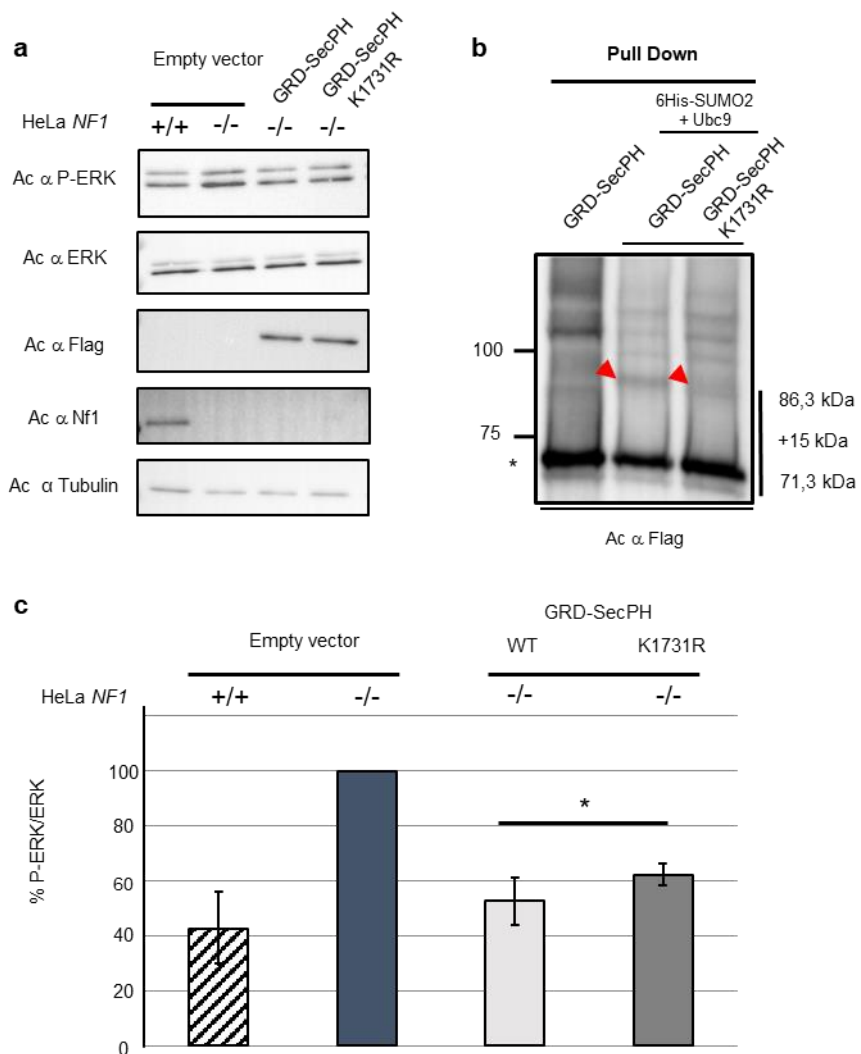 a
Empty vector
GRD-SecPH
GRD-SecPH
K1731R
HeLa NF1
+/+
-/-
-/-
-/-
Ac α P-ERK
Ac α ERK
Ac α Flag
Ac α Nf1
Ac α Tubulin
b
Pull Down
6His-SUMO2
+ Ubc9
GRD-SecPH
GRD-SecPH
GRD-SecPH
K1731R
100
75
*
86,3 kDa
+15 kDa
71,3 kDa
Ac α Flag
c
GRD-SecPH
Empty vector
WT
K1731R
HeLa NF1
+/+
-/-
-/-
-/-
% P-ERK/ERK
100
80
60
40
20
0
*